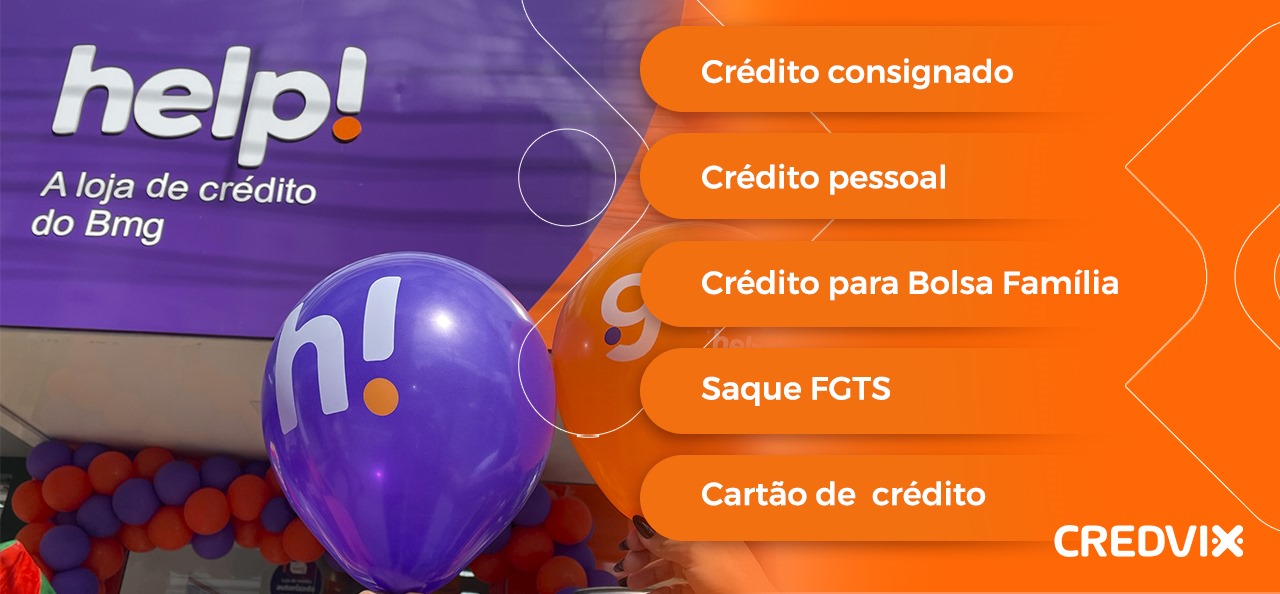 help!
A loja de crédito
do Bmg
h!
Crédito consignado
Crédito pessoal
Crédito para Bolsa Família
Saque FGTS
Cartão de crédito
CREDVIX